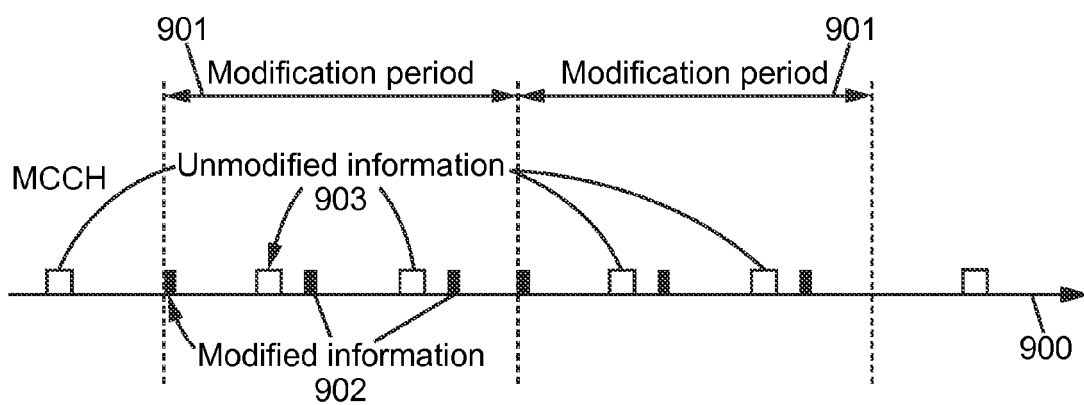 901
901
Modification period
Modification period
MCCH
Unmodified information
903
Modified information
902
900